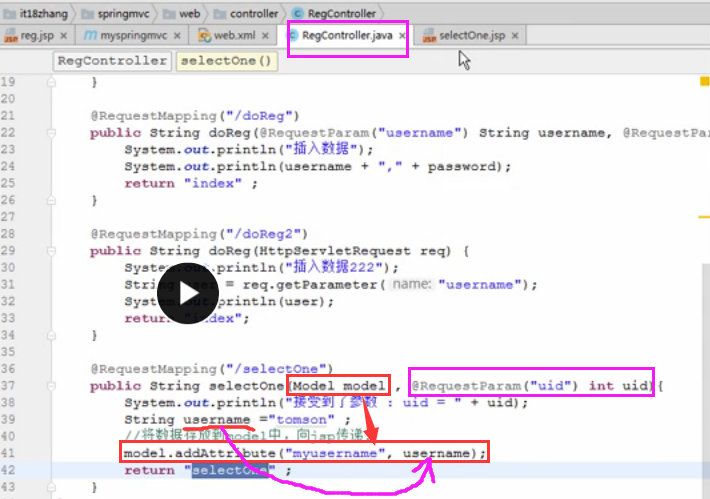 it18zhang springmvc web controller RegController
reg.jsp × myspringmvc × web.xml × RegController.java × selectOne.jsp ×
RegController selectOne()
19 }
20
21 @RequestMapping("/doReg")
22 public String doReg(@RequestParam("username") String username, @RequestPar
23 System.out.println("插入数据");
24 System.out.println(username + "," + password);
25 return "index" ;
26 }
27
28 @RequestMapping("/doReg2")
29 public String doReg(HttpServletRequest req) {
30 System.out.println("插入数据222");
31 String user = req.getParameter( name: "username");
32 System.out.println(user);
33 return "index";
34 }
35
36 @RequestMapping("/selectOne")
37 public String selectOne(Model model , @RequestParam("uid") int uid){
38 System.out.println("接受到了参数 : uid = " + uid);
39 String username ="tomson" ;
40 //将数据存放到model中，向jsp传递
41 model.addAttribute("myusername", username);
42 return "selectOne" ;
43 }